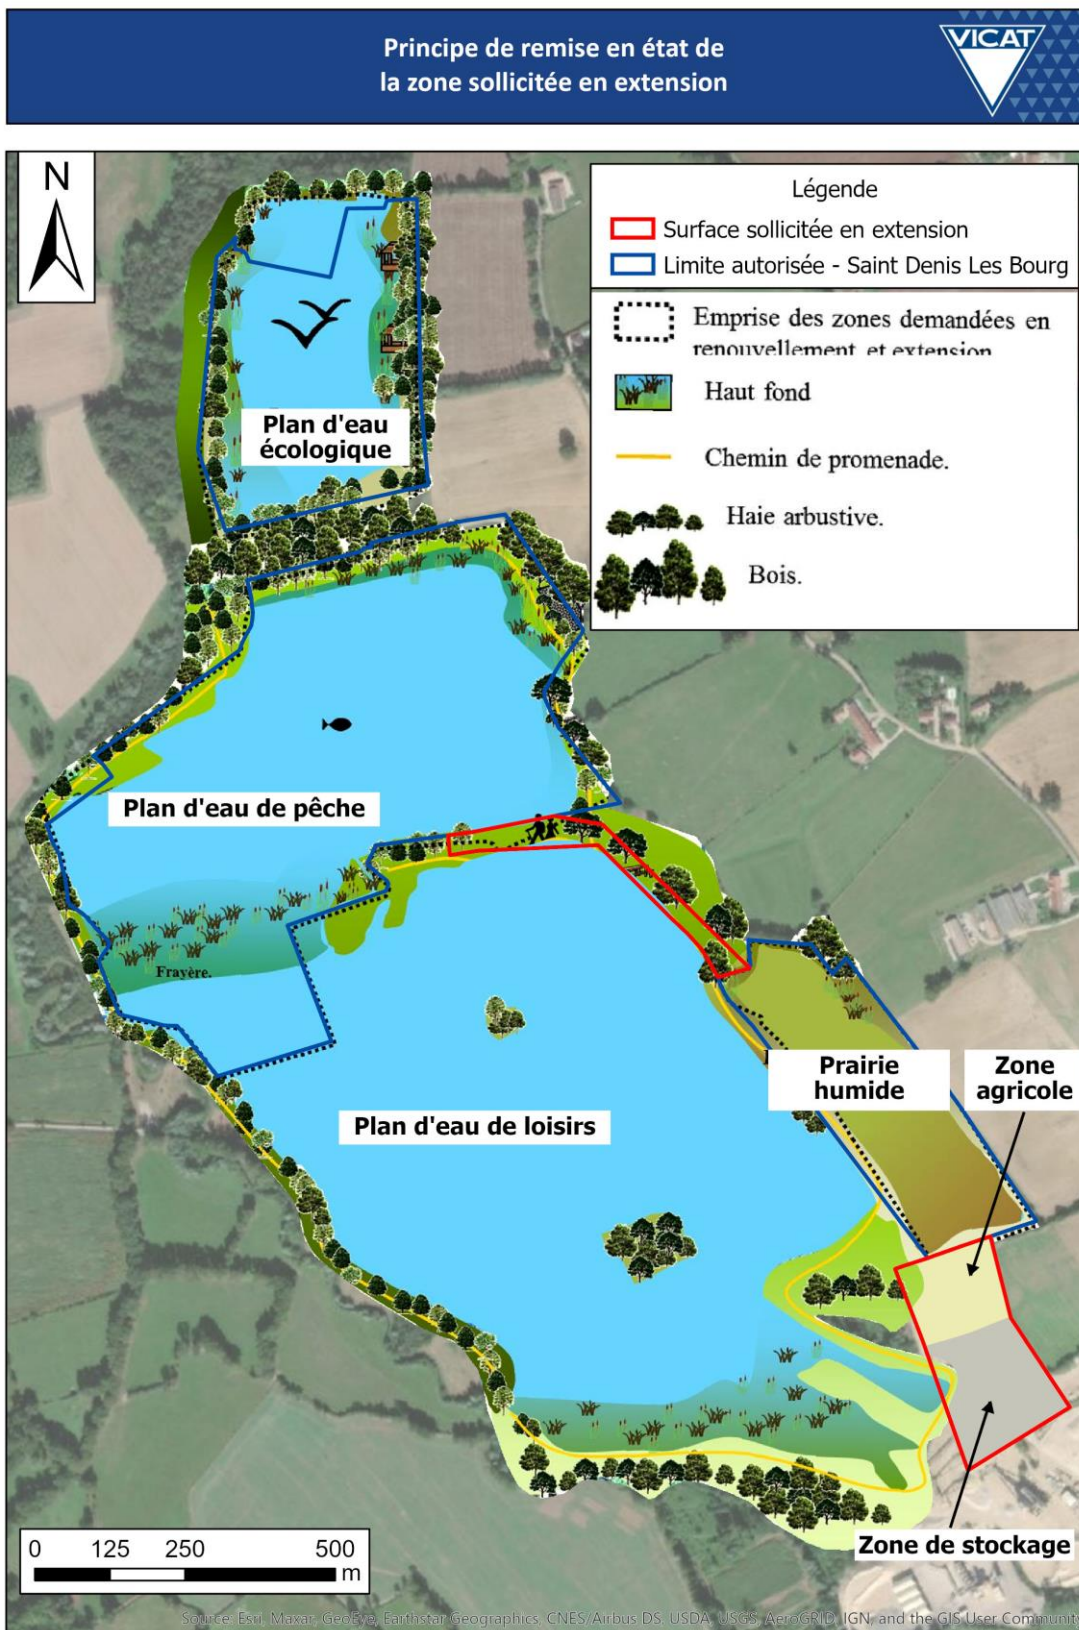 Principe de remise en état de
la zone sollicitée en extension
VICAT
N
Légende
Surface sollicitée en extension
Limite autorisée - Saint Denis Les Bourg
Emprise des zones demandées en
renouvellement et extension
Haut fond
Chemin de promenade.
Haie arbustive.
Bois.
Plan d'eau
écologique
Plan d'eau de pêche
Frayère.
Plan d'eau de loisirs
Prairie
humide
Zone
agricole
Zone de stockage
0 125 250 500
m
Source: Esri, Maxar, GeoEye, Earthstar Geographics, CNES/Airbus DS, USDA, USGS, AeroGRID, IGN, and the GIS User Community